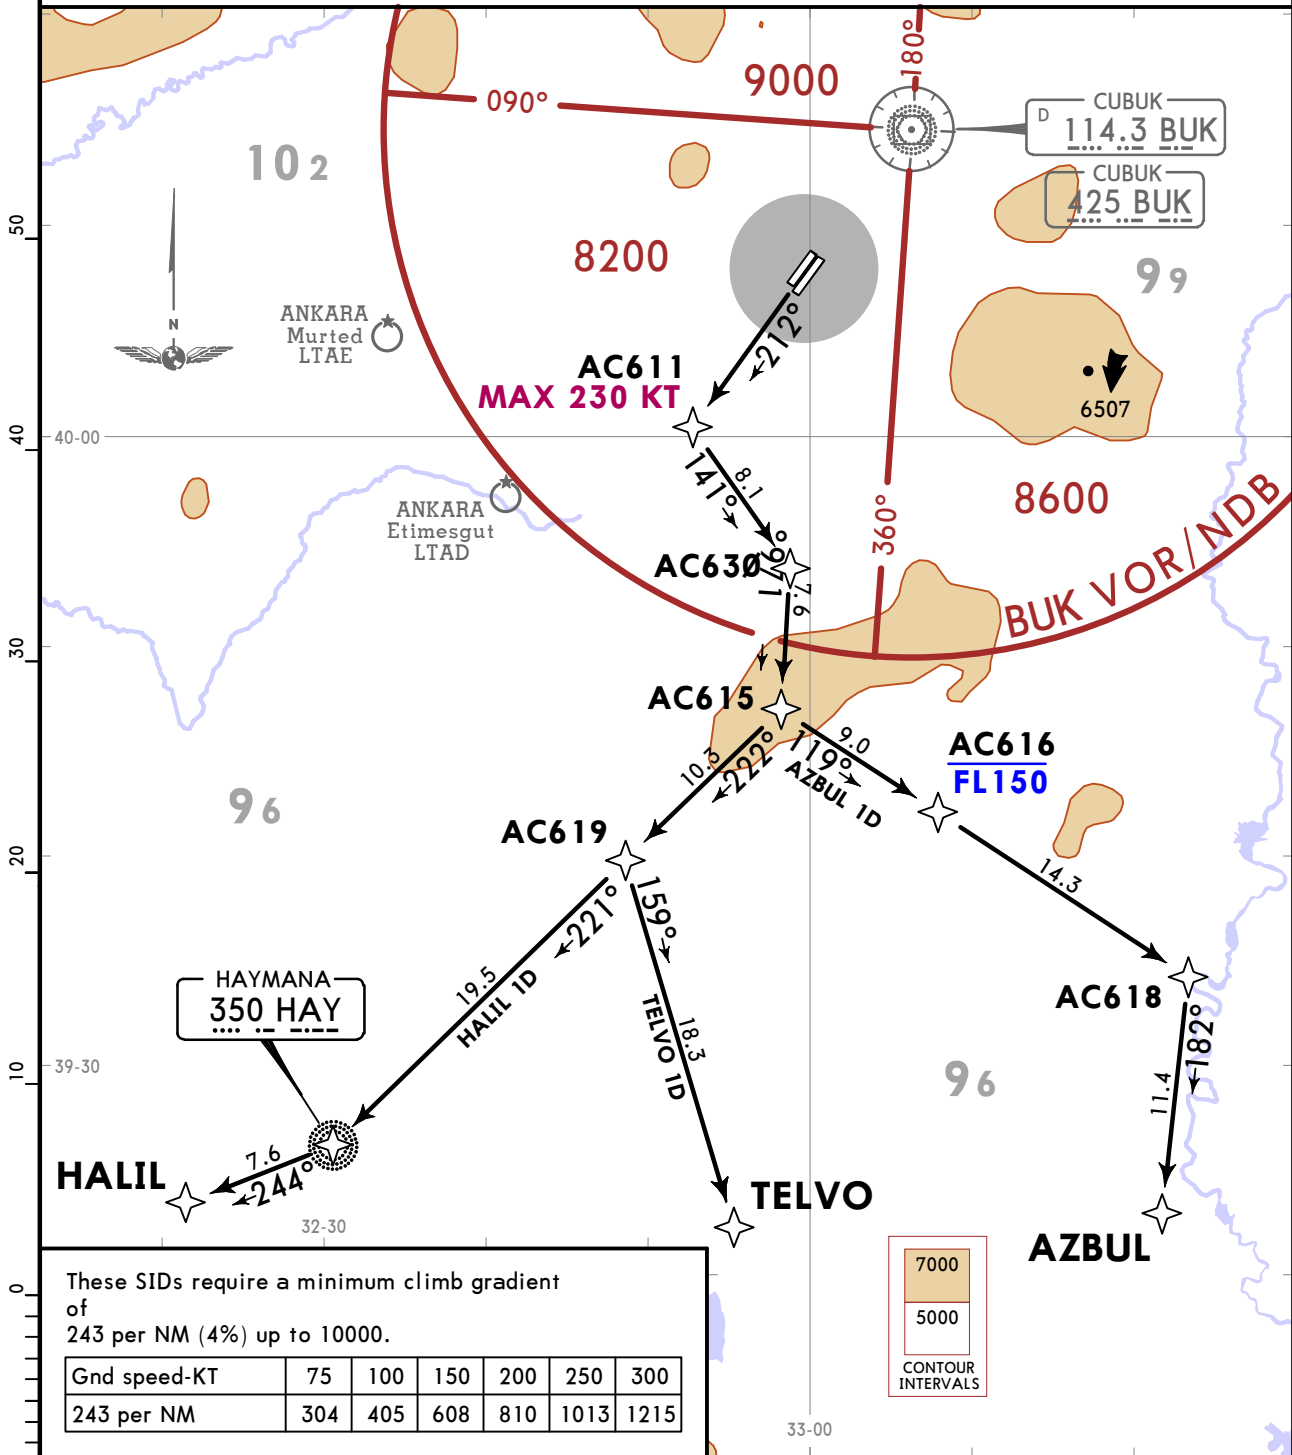 180°
9000
090°
CUBUK
D 114.3 BUK
CUBUK
425 BUK
10 2
50
8200
9 9
ANKARA
Murted
LTAE
N
212°
AC611
MAX 230 KT
6507
40
40-00
141°
8.1
8600
ANKARA
Etimesgut
LTAD
360°
BUK VOR/NDB
AC630
179°
7.6
30
AC615
9.0
119°
AZBUL 1D
AC616
FL150
10.3
222°
9 6
AC619
20
14.3
159°
221°
19.5
HALIL 1D
TELVO 1D
18.3
HAYMANA
350 HAY
AC618
182°
11.4
10
39-30
9 6
7.6
244°
HALIL
TELVO
32-30
AZBUL
0
7000
5000
CONTOUR
INTERVALS
These SIDs require a minimum climb gradient
of
243 per NM (4%) up to 10000.
Gnd speed-KT 75 100 150 200 250 300
243 per NM 304 405 608 810 1013 1215
33-00